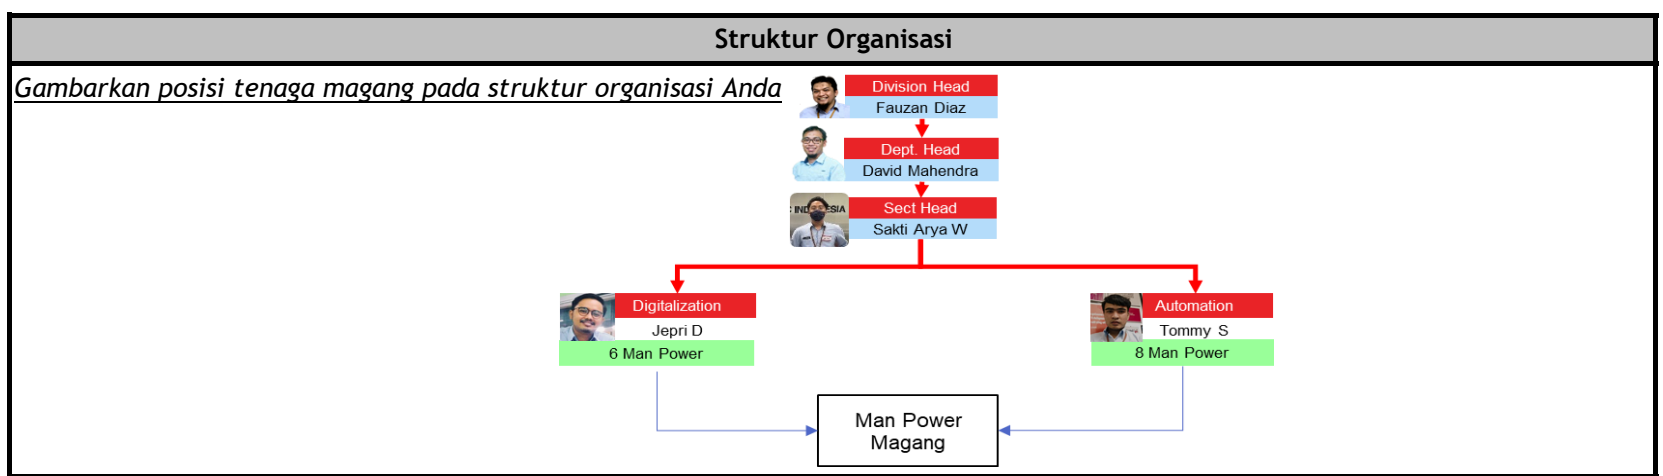 Struktur Organisasi
Gambarkan posisi tenaga magang pada struktur organisasi Anda
Division Head
Fauzan Diaz
Dept. Head
David Mahendra
Sect Head
Sakti Arya W
Digitalization
Jepri D
6 Man Power
Automation
Tommy S
8 Man Power
Man Power
Magang